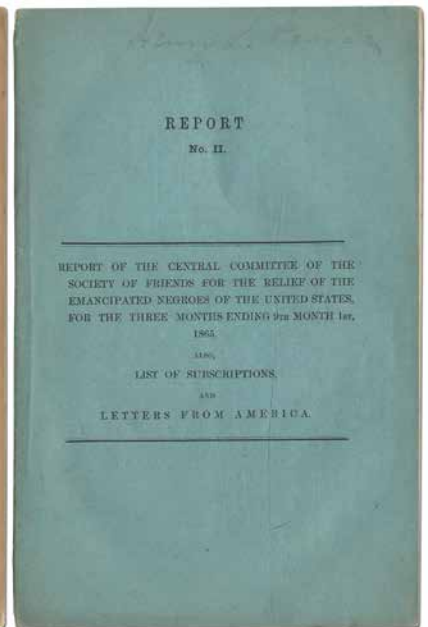 REPORT
No. II.
REPORT OF THE CENTRAL COMMITTEE OF THE
SOCIETY OF FRIENDS FOR THE RELIEF OF THE
EMANCIPATED NEGROES OF THE UNITED STATES,
FOR THE THREE MONTHS ENDING 9TH MONTH 1ST,
1865.
ALSO,
LIST OF SUBSCRIPTIONS,
AND
LETTERS FROM AMERICA.